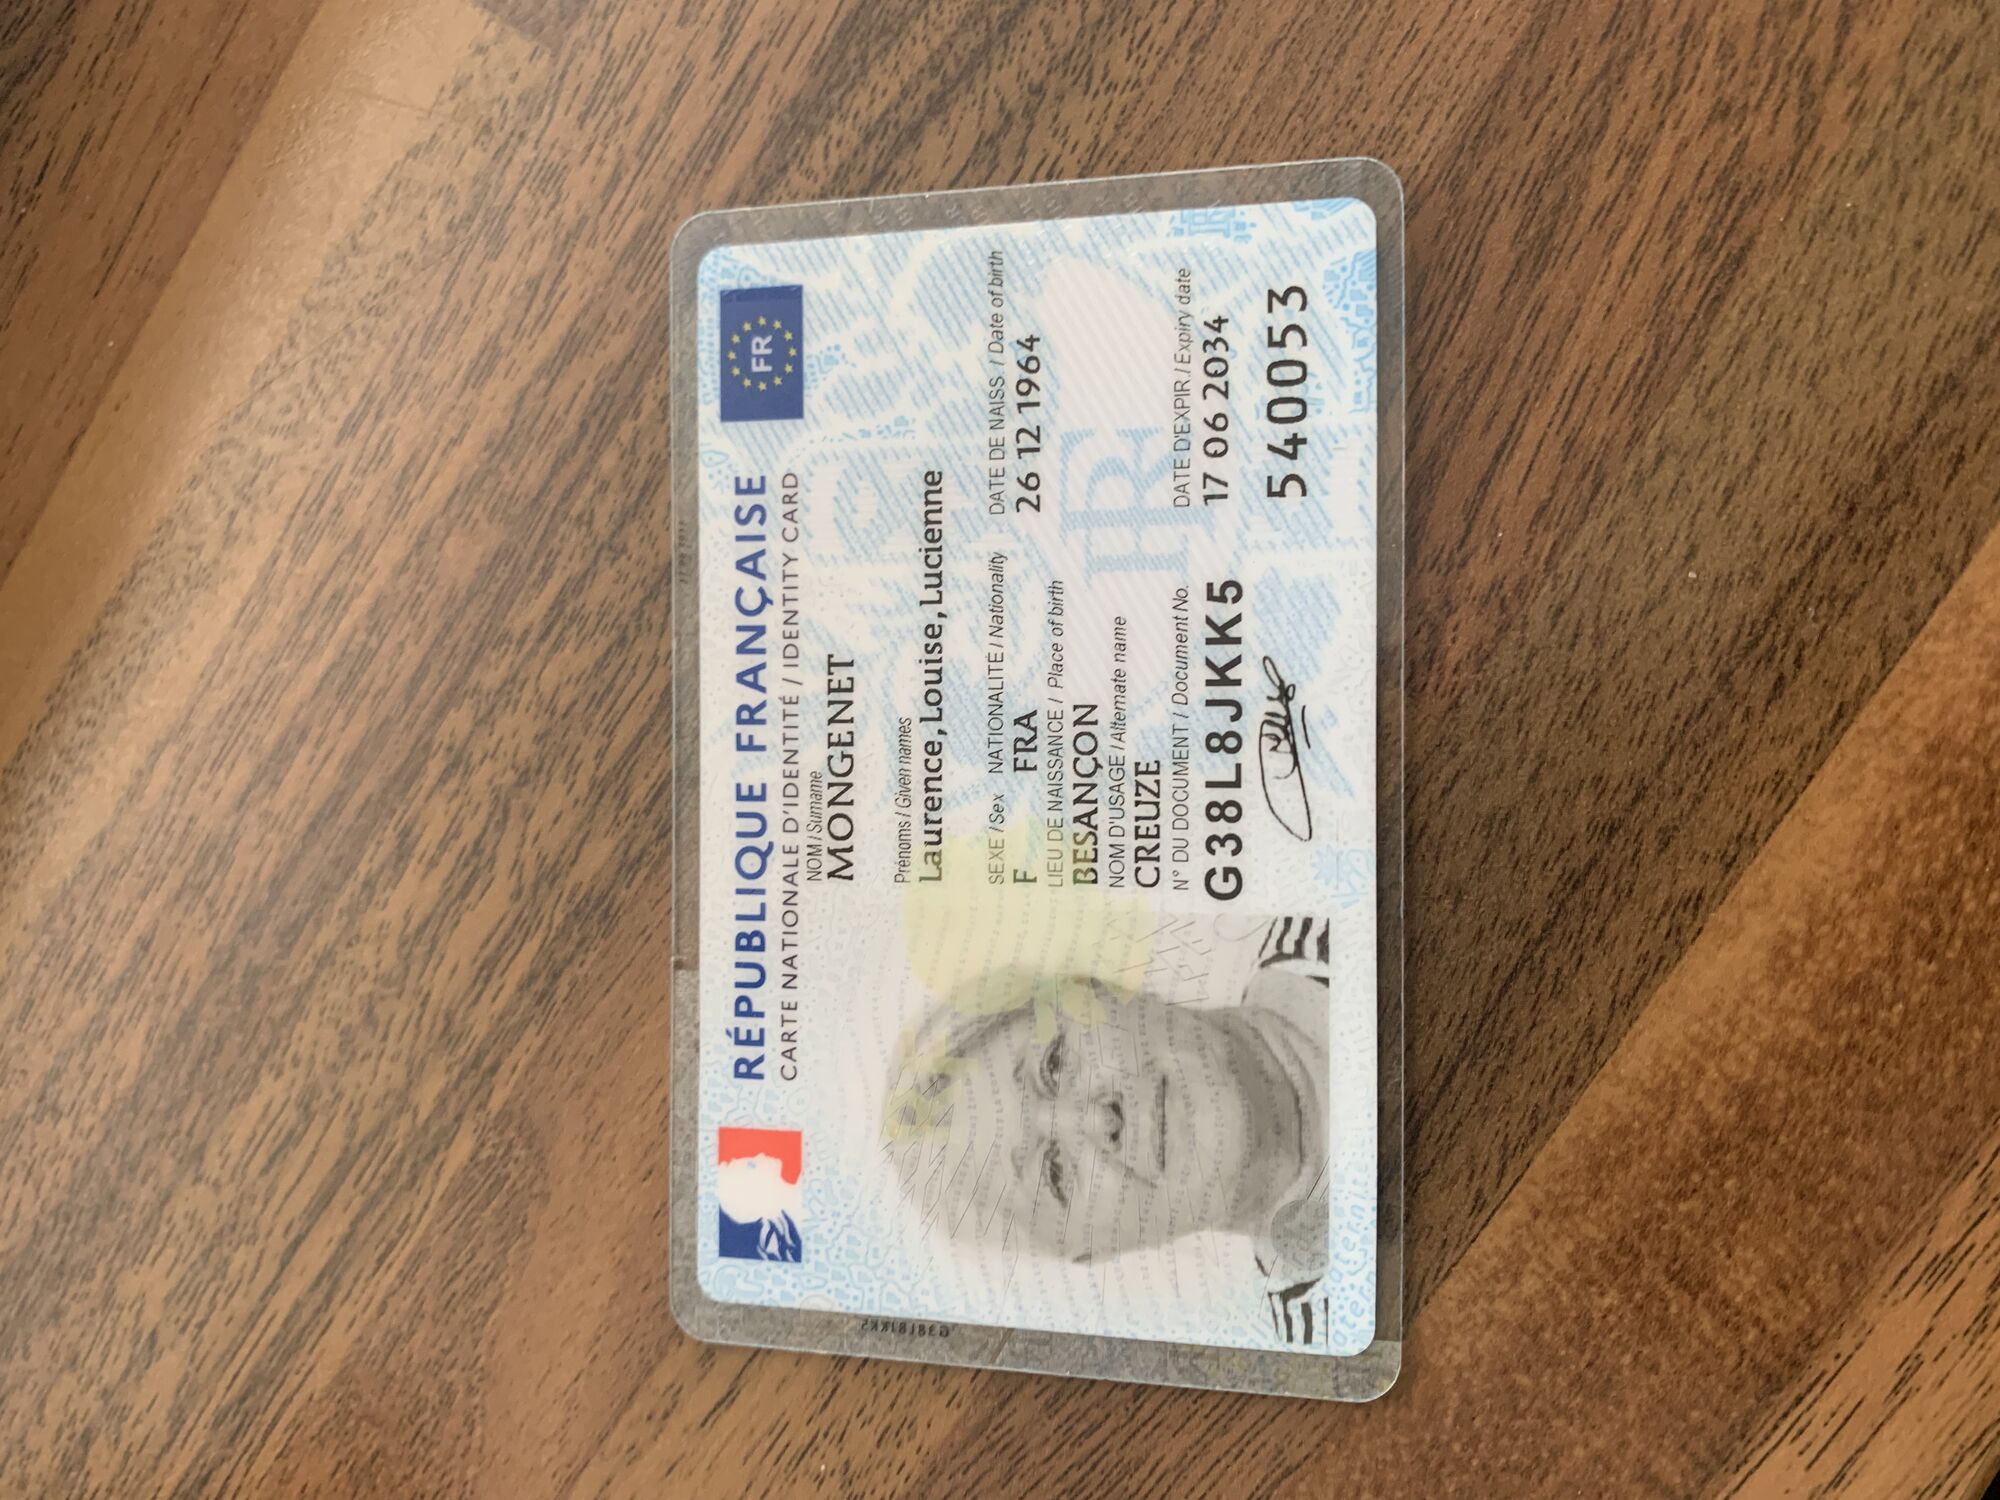 RÉPUBLIQUE FRANÇAISE
FR
CARTE NATIONALE D'IDENTITÉ / IDENTITY CARD
NOM / Surname
MONGENET
Prénoms / Given names
Laurence, Louise, Lucienne
SEXE / Sex NATIONALITÉ / Nationality DATE DE NAISS. / Date of birth
F FRA 26 12 1964
LIEU DE NAISSANCE / Place of birth
BESANÇON
NOM D'USAGE / Alternate name
CREUZE
N° DU DOCUMENT / Document No. DATE D'EXPIR. / Expiry date
G38L8JKK5 17 06 2034
540053
RF